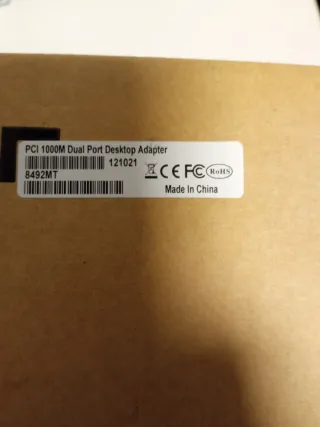 PCI 1000M Dual Port Desktop Adapter
121021
8492MT
CE FC RoHS
Made In China